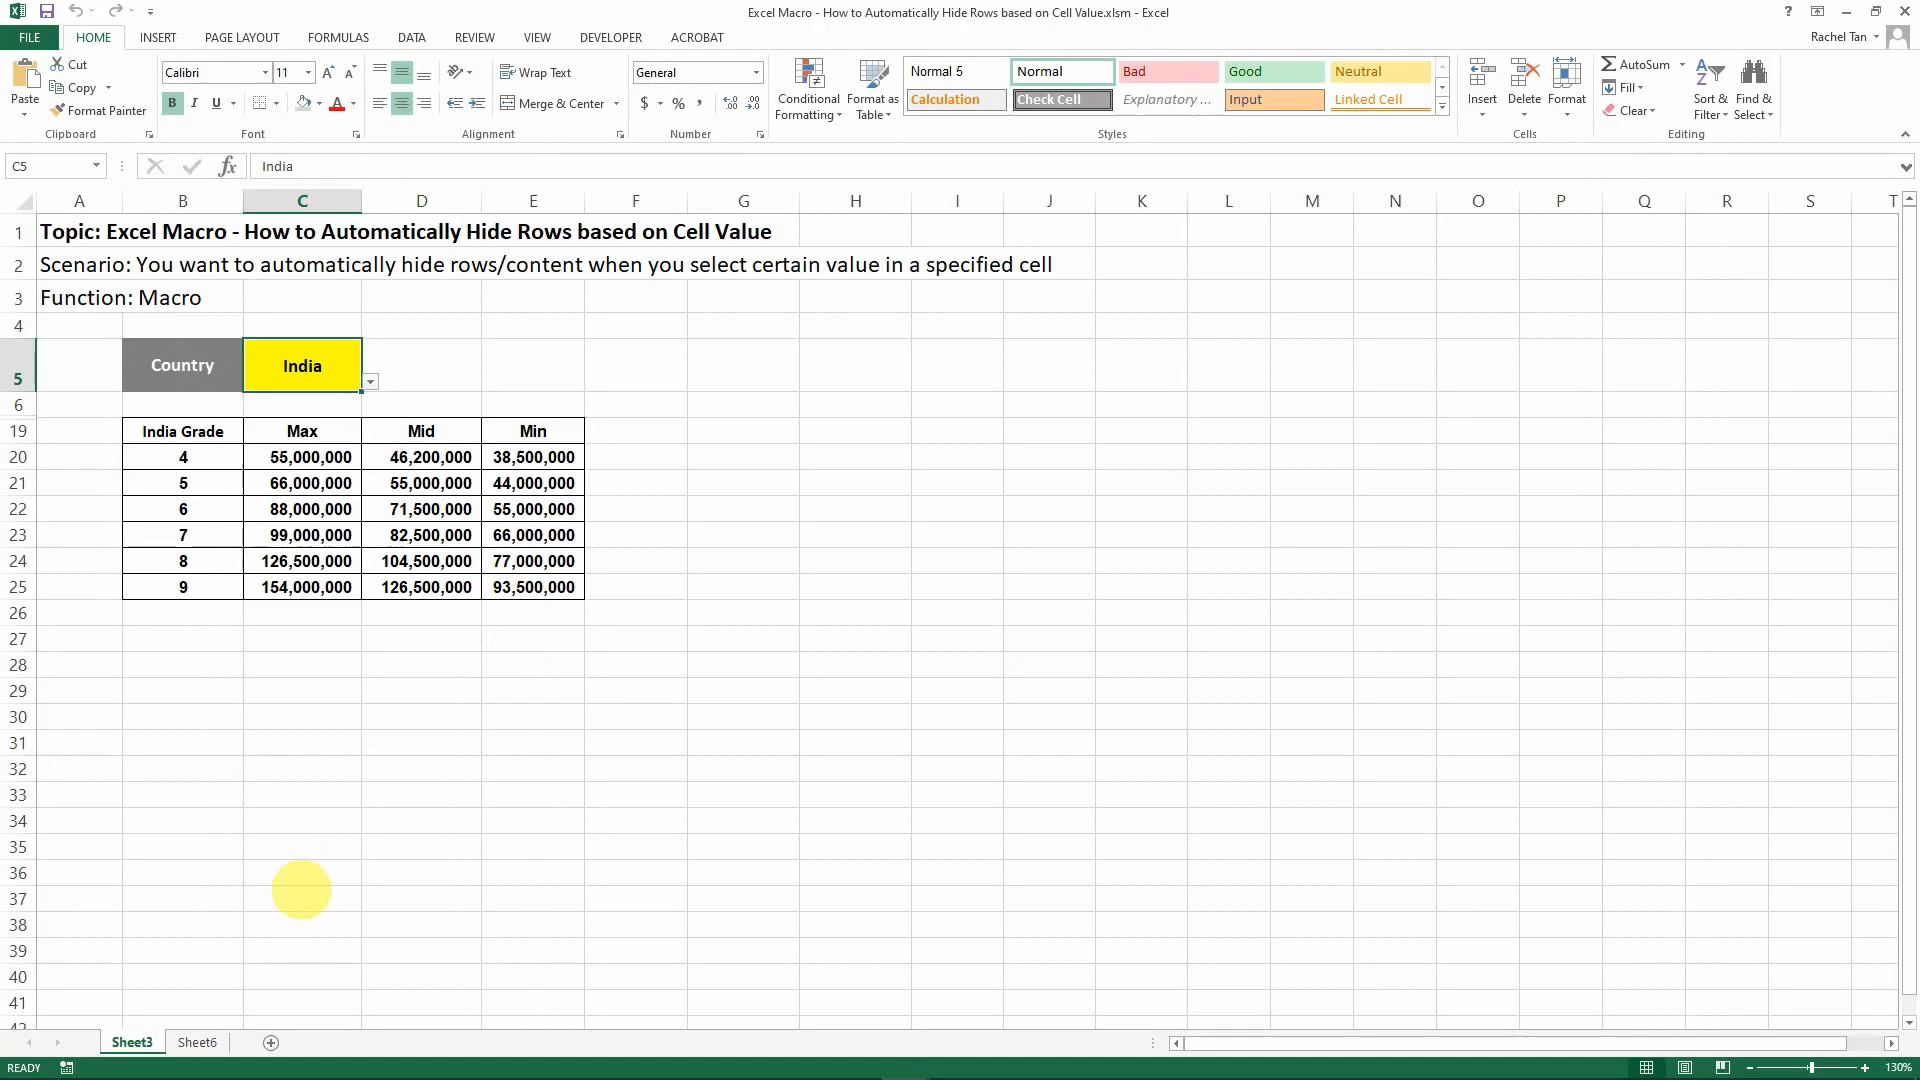 Excel Macro - How to Automatically Hide Rows based on Cell Value.xlsm - Excel
?
FILE HOME INSERT PAGE LAYOUT FORMULAS DATA REVIEW VIEW DEVELOPER ACROBAT Rachel Tan
Paste
Cut
Copy
Format Painter
Clipboard
Calibri 11
B I U
Font
Wrap Text
Merge & Center
Alignment
General
$ % ,
Number
Conditional Formatting
Format as Table
Normal 5 Normal Bad Good Neutral
Calculation Check Cell Explanatory ... Input Linked Cell
Styles
Insert Delete Format
Cells
AutoSum
Fill
Clear
Sort & Filter
Find & Select
Editing
C5 fx India
A B C D E F G H I J K L M N O P Q R S T
1 Topic: Excel Macro - How to Automatically Hide Rows based on Cell Value
2 Scenario: You want to automatically hide rows/content when you select certain value in a specified cell
3 Function: Macro
4
5 Country India
6
19 India Grade Max Mid Min
20 4 55,000,000 46,200,000 38,500,000
21 5 66,000,000 55,000,000 44,000,000
22 6 88,000,000 71,500,000 55,000,000
23 7 99,000,000 82,500,000 66,000,000
24 8 126,500,000 104,500,000 77,000,000
25 9 154,000,000 126,500,000 93,500,000
26
27
28
29
30
31
32
33
34
35
36
37
38
39
40
41
42
Sheet3 Sheet6
READY 130%